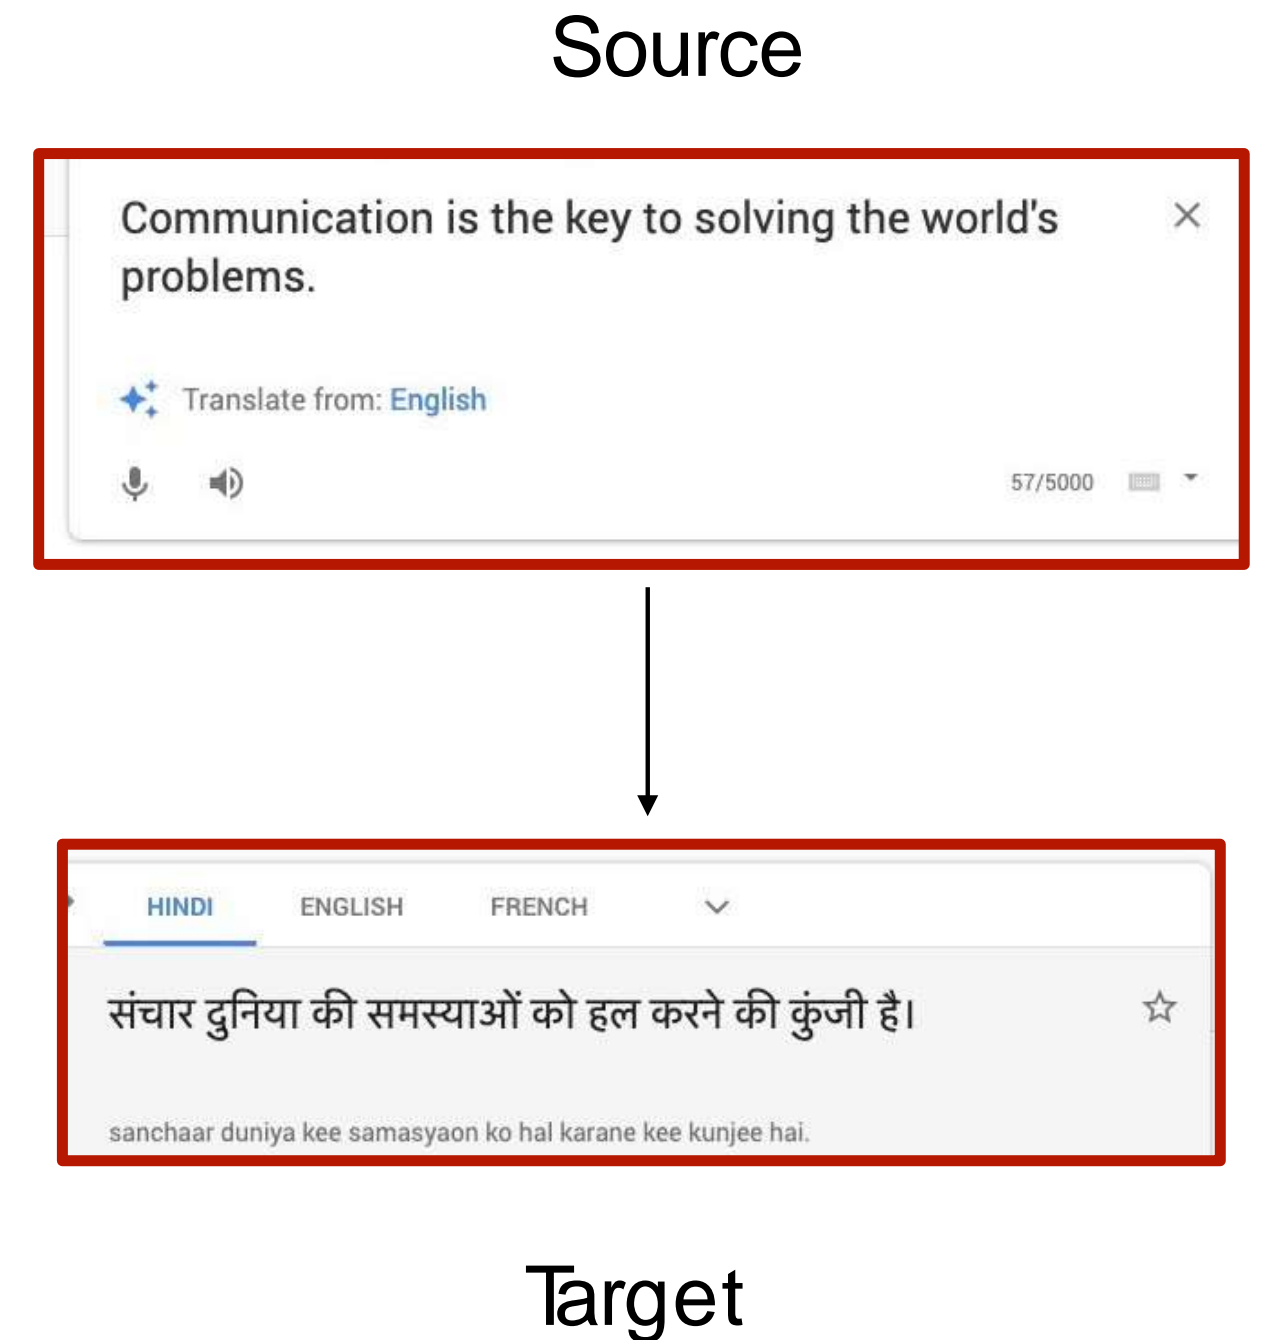 Source
Communication is the key to solving the world's
problems.
Translate from: English
57/5000
HINDI ENGLISH FRENCH
संचार दुनिया की समस्याओं को हल करने की कुंजी है।
sanchaar duniya kee samasyaon ko hal karane kee kunjee hai.
Target